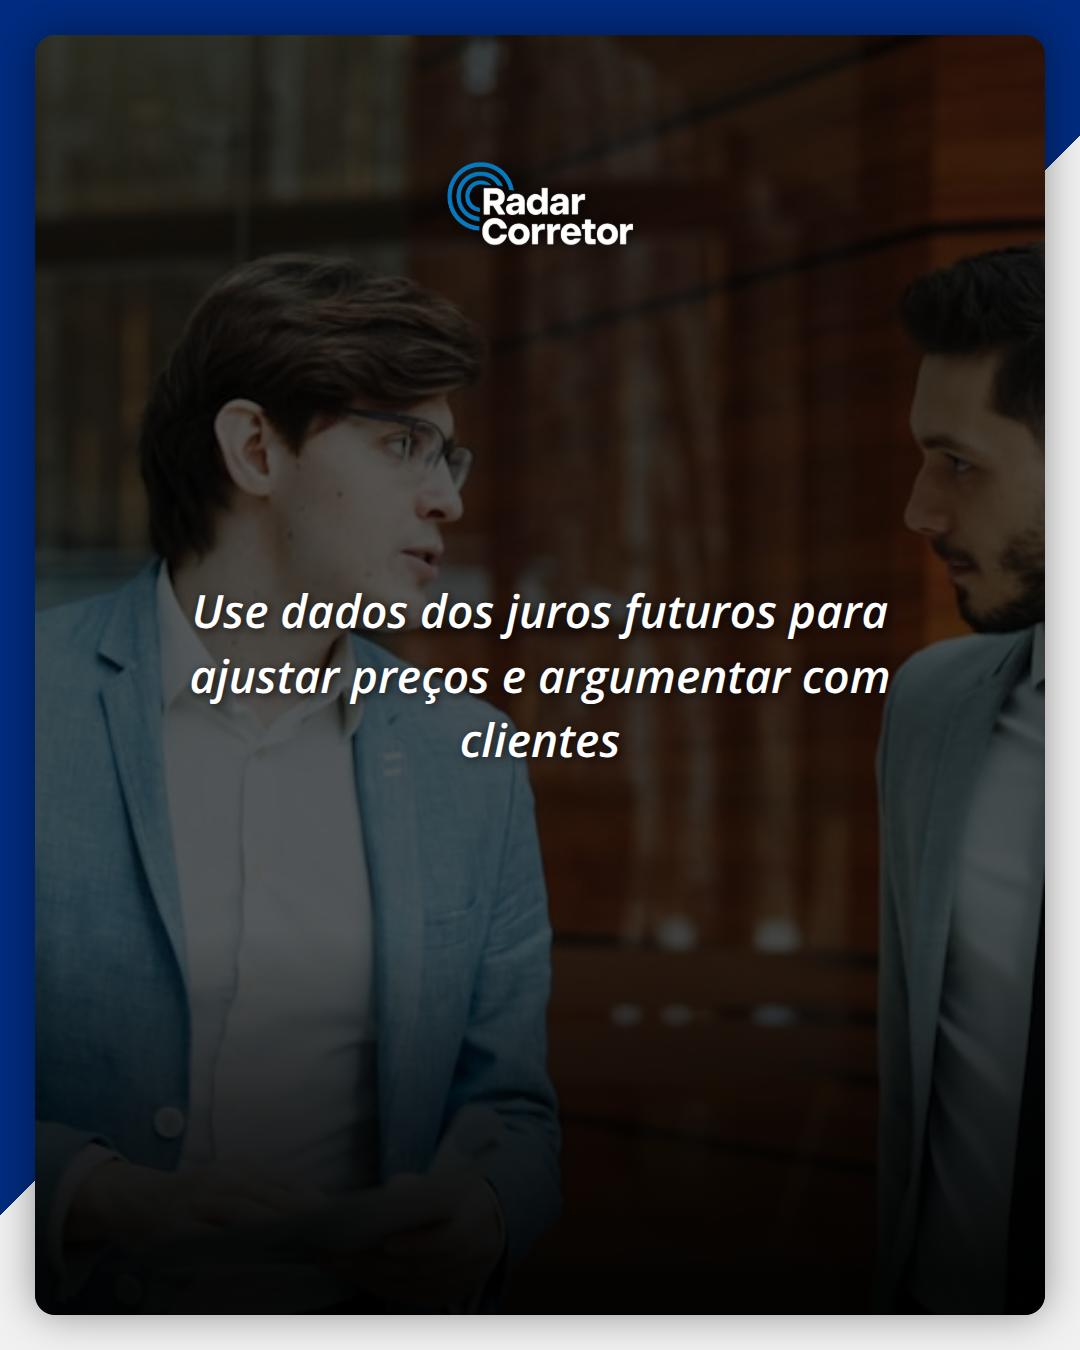 Radar
Corretor
Use dados dos juros futuros para
ajustar preços e argumentar com
clientes